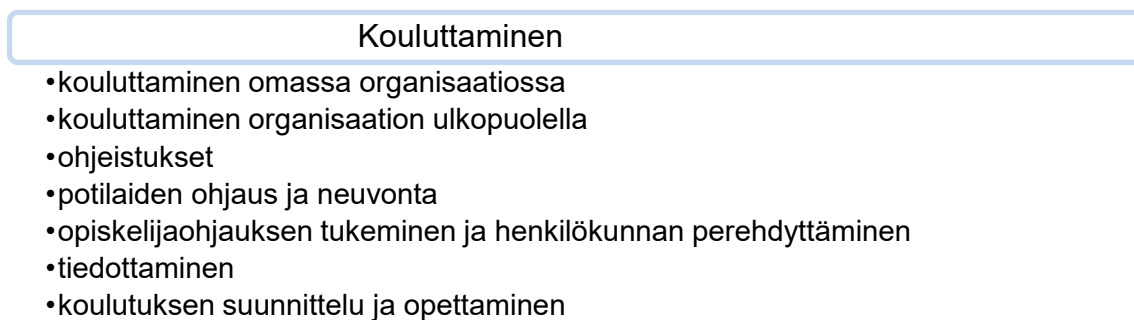 Kouluttaminen
•kouluttaminen omassa organisaatiossa
•kouluttaminen organisaation ulkopuolella
•ohjeistukset
•potilaiden ohjaus ja neuvonta
•opiskelijaohjauksen tukeminen ja henkilökunnan perehdyttäminen
•tiedottaminen
•koulutuksen suunnittelu ja opettaminen